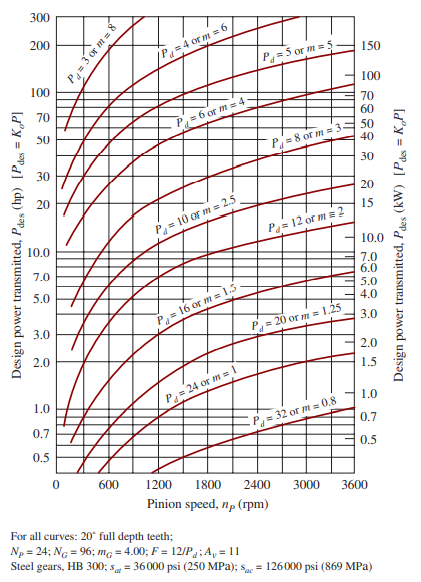 Design power transmitted, P_des (hp) [P_des = K_oP]
300
200
100
70
50
30
20
10.0
7.0
5.0
3.0
2.0
1.0
0.7
0.5
P_d = 3 or m = 8
P_d = 4 or m = 6
P_d = 5 or m = 5
P_d = 6 or m = 4
P_d = 8 or m = 3
P_d = 10 or m = 2.5
P_d = 12 or m = 2
P_d = 16 or m = 1.5
P_d = 20 or m = 1.25
P_d = 24 or m = 1
P_d = 32 or m = 0.8
150
100
70
60
50
40
30
20
15
10.0
7.0
6.0
5.0
4.0
3.0
2.0
1.5
1.0
0.7
0.5
Design power transmitted, P_des (kW) [P_des = K_oP]
0 600 1200 1800 2400 3000 3600
Pinion speed, n_P (rpm)
For all curves: 20° full depth teeth;
N_P = 24; N_G = 96; m_G = 4.00; F = 12/P_d; A_v = 11
Steel gears, HB 300; s_at = 36 000 psi (250 MPa); s_ac = 126 000 psi (869 MPa)